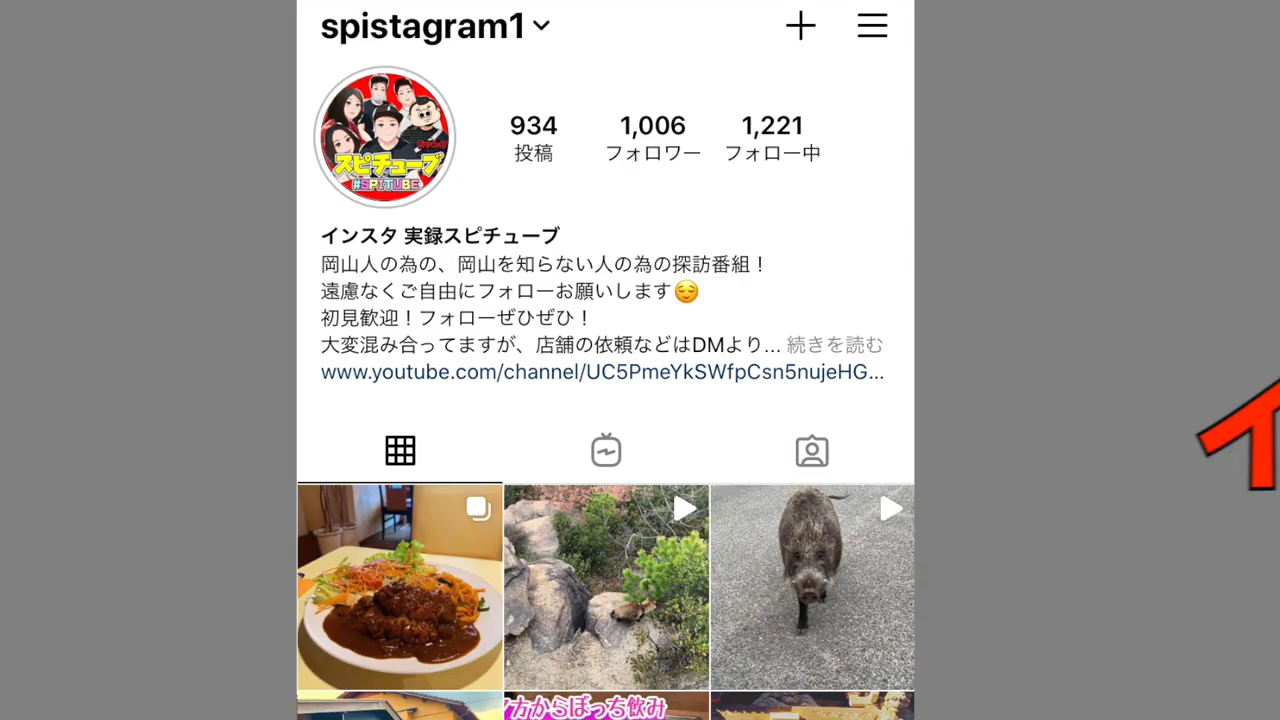 spistagram1
934
投稿
1,006
フォロワー
1,221
フォロー中
スピチューブ
#SPITUBE
インスタ 実録スピチューブ
岡山人の為の、岡山を知らない人の為の探訪番組！
遠慮なくご自由にフォローお願いします😌
初見歓迎！フォローぜひぜひ！
大変混み合ってますが、店舗の依頼などはDMより... 続きを読む
www.youtube.com/channel/UC5PmeYkSWfpCsn5nujeHG...
イ
方からぼっち飲み